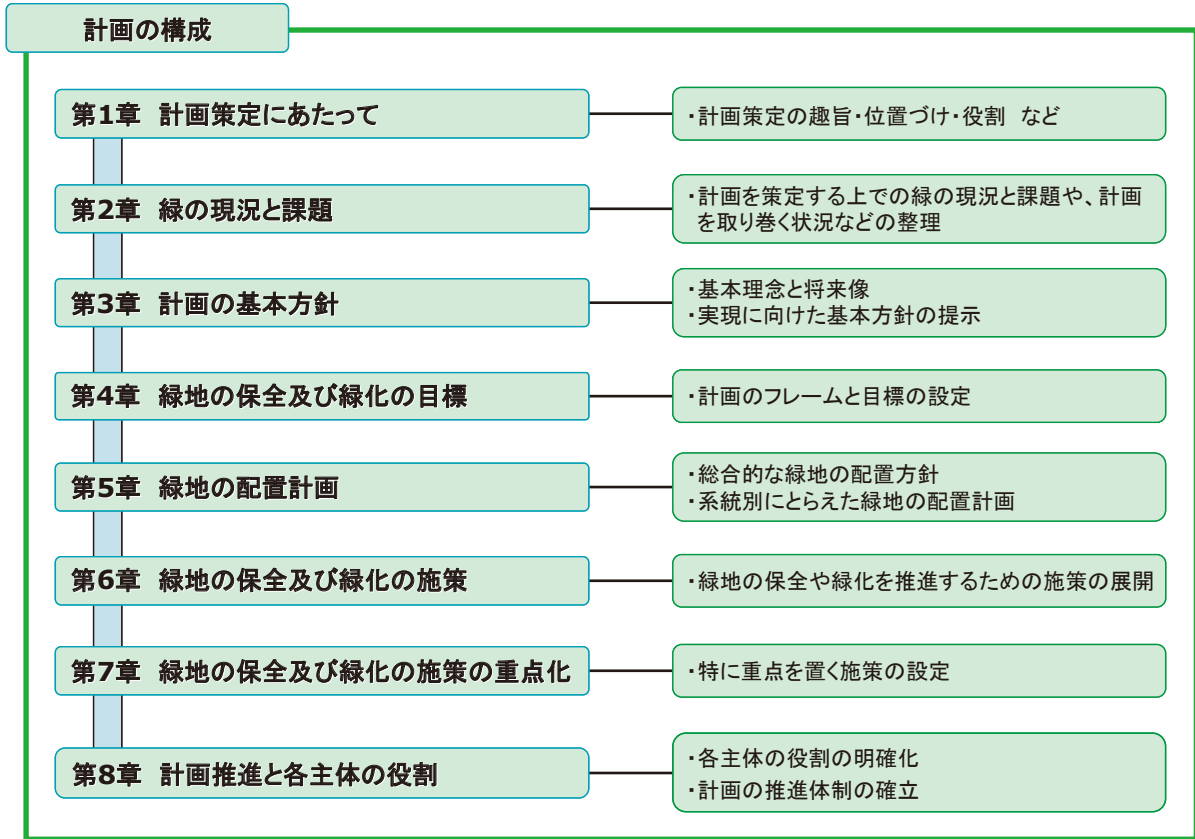 計画の構成
第1章 計画策定にあたって
・計画策定の趣旨・位置づけ・役割 など
第2章 緑の現況と課題
・計画を策定する上での緑の現況と課題や、計画
を取り巻く状況などの整理
第3章 計画の基本方針
・基本理念と将来像
・実現に向けた基本方針の提示
第4章 緑地の保全及び緑化の目標
・計画のフレームと目標の設定
第5章 緑地の配置計画
・総合的な緑地の配置方針
・系統別にとらえた緑地の配置計画
第6章 緑地の保全及び緑化の施策
・緑地の保全や緑化を推進するための施策の展開
第7章 緑地の保全及び緑化の施策の重点化
・特に重点を置く施策の設定
第8章 計画推進と各主体の役割
・各主体の役割の明確化
・計画の推進体制の確立